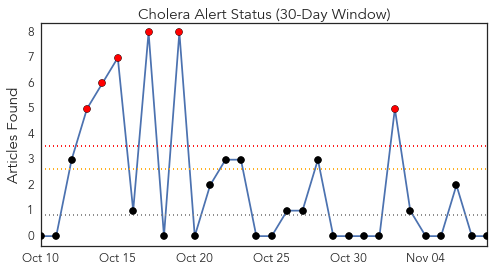 Cholera Alert Status (30-Day Window)
Articles Found
8
7
6
5
4
3
2
1
0
Oct 10
Oct 15
Oct 20
Oct 25
Oct 30
Nov 04